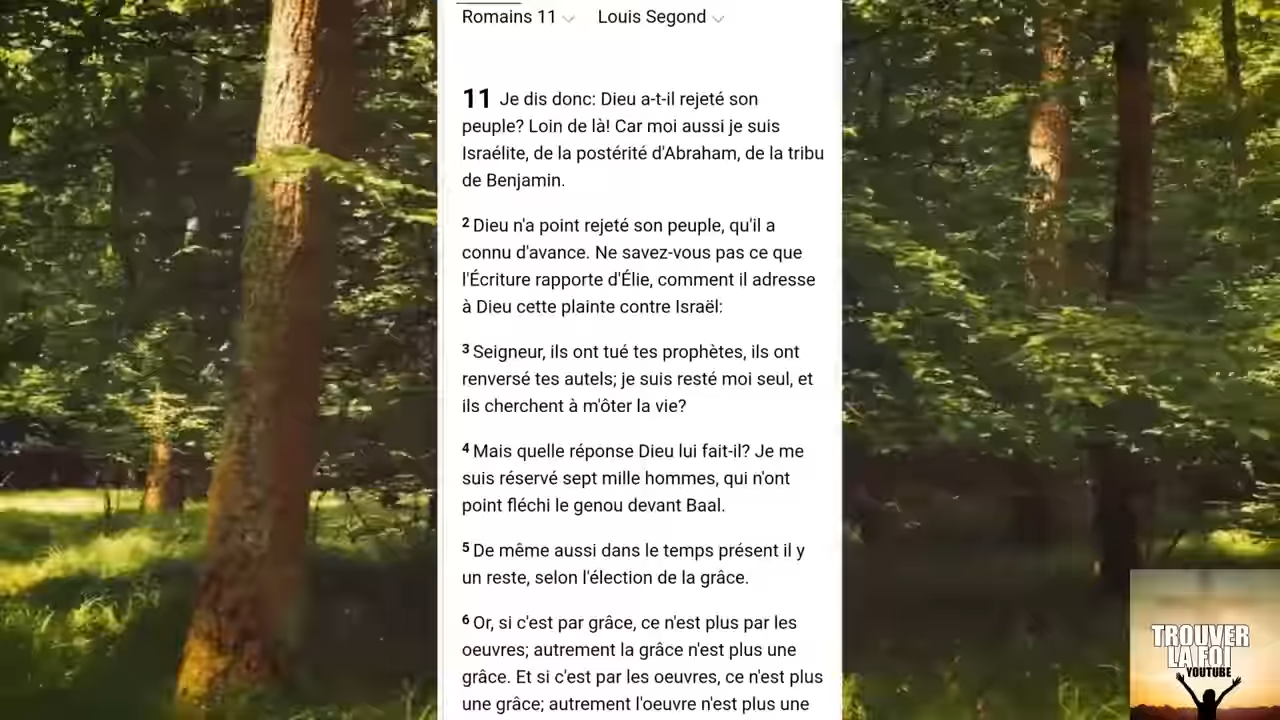 Romains 11 Louis Segond
11 Je dis donc: Dieu a-t-il rejeté son
peuple? Loin de là! Car moi aussi je suis
Israélite, de la postérité d'Abraham, de la tribu
de Benjamin.
2 Dieu n'a point rejeté son peuple, qu'il a
connu d'avance. Ne savez-vous pas ce que
l'Écriture rapporte d'Élie, comment il adresse
à Dieu cette plainte contre Israël:
3 Seigneur, ils ont tué tes prophètes, ils ont
renversé tes autels; je suis resté moi seul, et
ils cherchent à m'ôter la vie?
4 Mais quelle réponse Dieu lui fait-il? Je me
suis réservé sept mille hommes, qui n'ont
point fléchi le genou devant Baal.
5 De même aussi dans le temps présent il y
un reste, selon l'élection de la grâce.
6 Or, si c'est par grâce, ce n'est plus par les
oeuvres; autrement la grâce n'est plus une
grâce. Et si c'est par les oeuvres, ce n'est plus
une grâce; autrement l'oeuvre n'est plus une
TROUVER
LA FOI
YOUTUBE